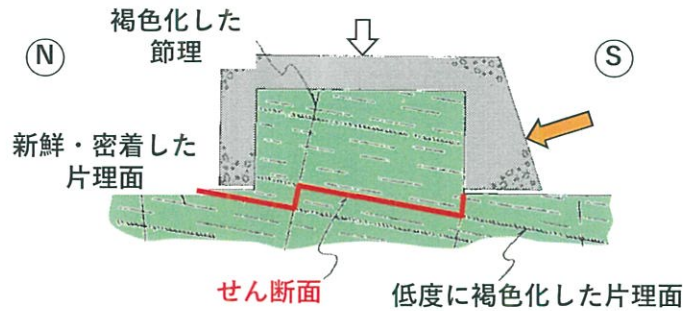 褐色化した
節理
N
S
新鮮・密着した
片理面
せん断面
低度に褐色化した片理面